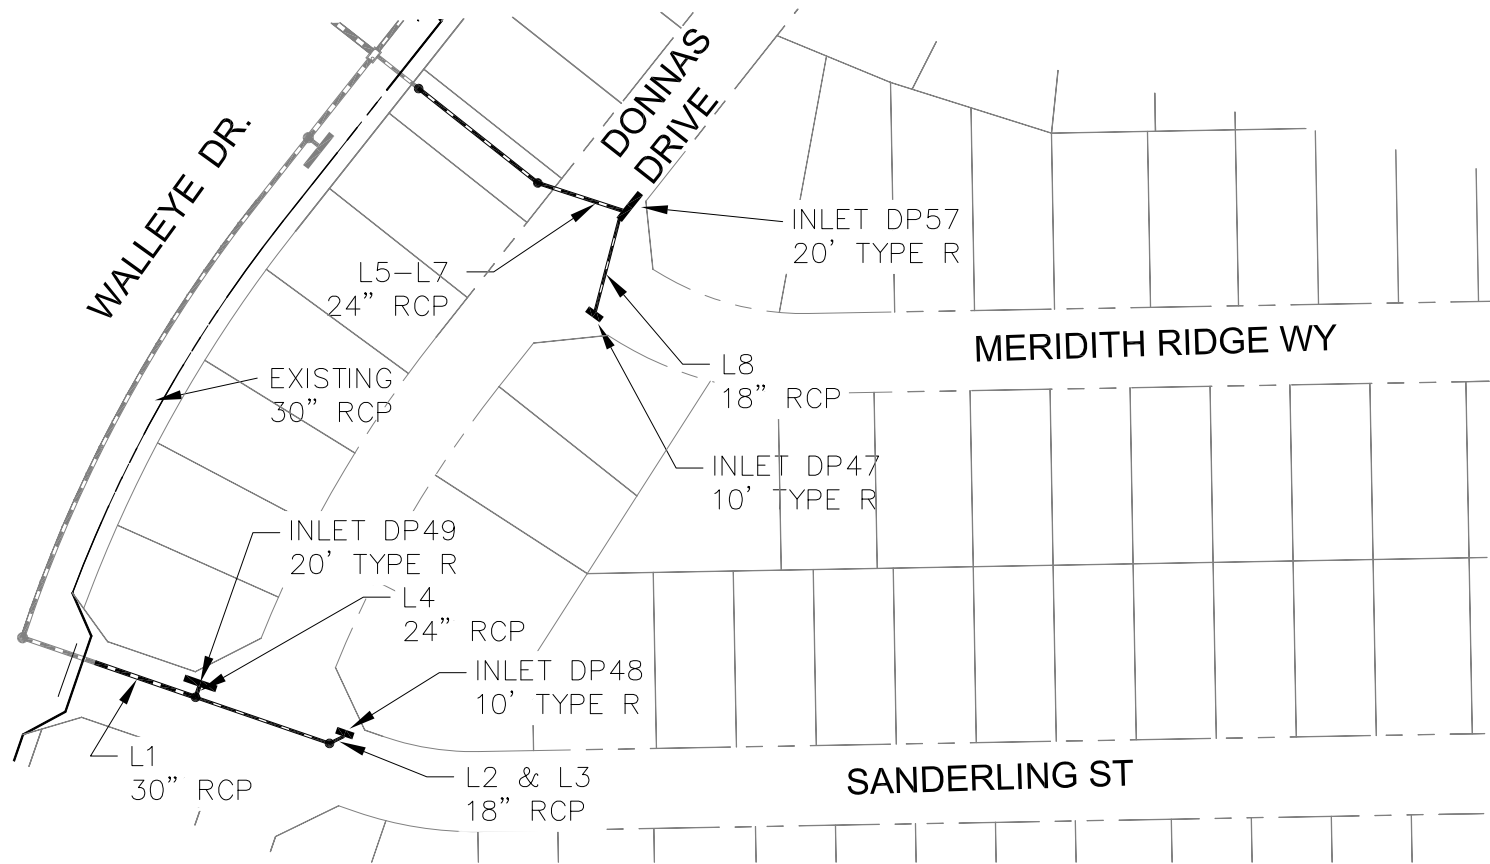 DONNAS
DRIVE
WALLEYE DR.
INLET DP57
20' TYPE R
L5-L7
24" RCP
MERIDITH RIDGE WY
L8
18" RCP
EXISTING
30" RCP
INLET DP47
10' TYPE R
INLET DP49
20' TYPE R
L4
24" RCP
INLET DP48
10' TYPE R
L1
30" RCP
L2 & L3
18" RCP
SANDERLING ST